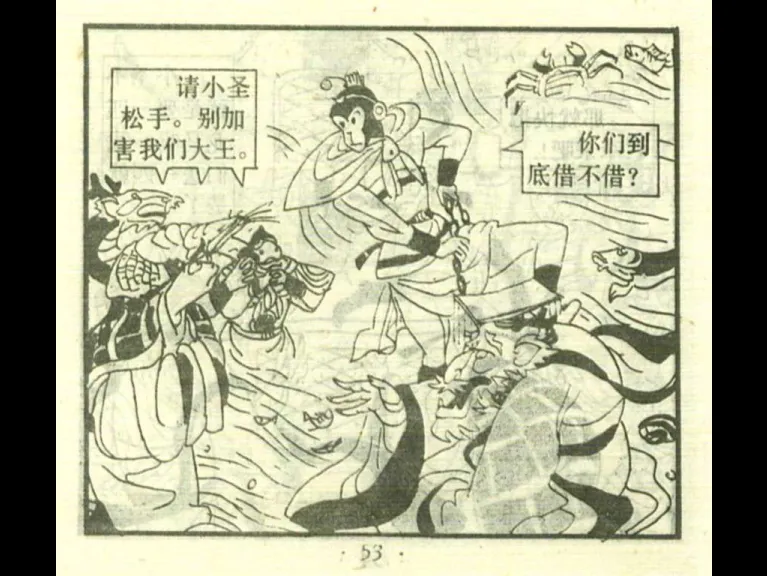 请小圣
松手。别加
害我们大王。
你们到
底借不借？
· 53 ·